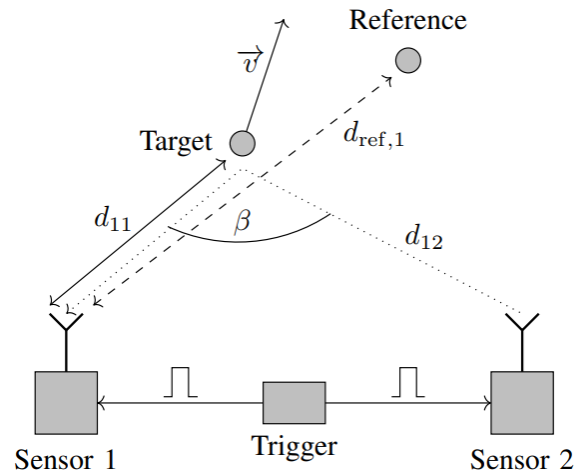 Reference
v
Target
d_ref,1
d_11
β
d_12
Trigger
Sensor 1
Sensor 2